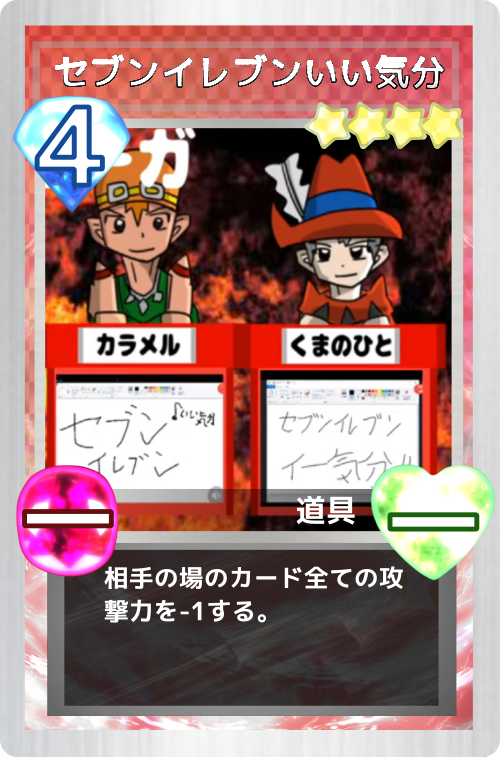 セブンイレブンいい気分
4
ーガ
カラメル
くまのひと
セブン
♪いい気分
イレブン
セブンイレブン
イー気分!!
道具
相手の場のカード全ての攻
撃力を-1する。